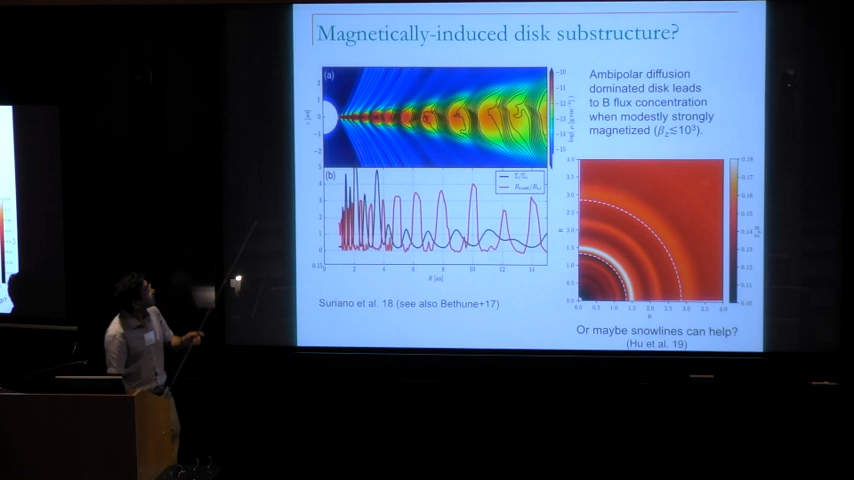 Magnetically-induced disk substructure?
(a)
(b)
Ambipolar diffusion
dominated disk leads
to B flux concentration
when modestly strongly
magnetized (β_z≲10³).
Suriano et al. 18 (see also Bethune+17)
Or maybe snowlines can help?
(Hu et al. 19)